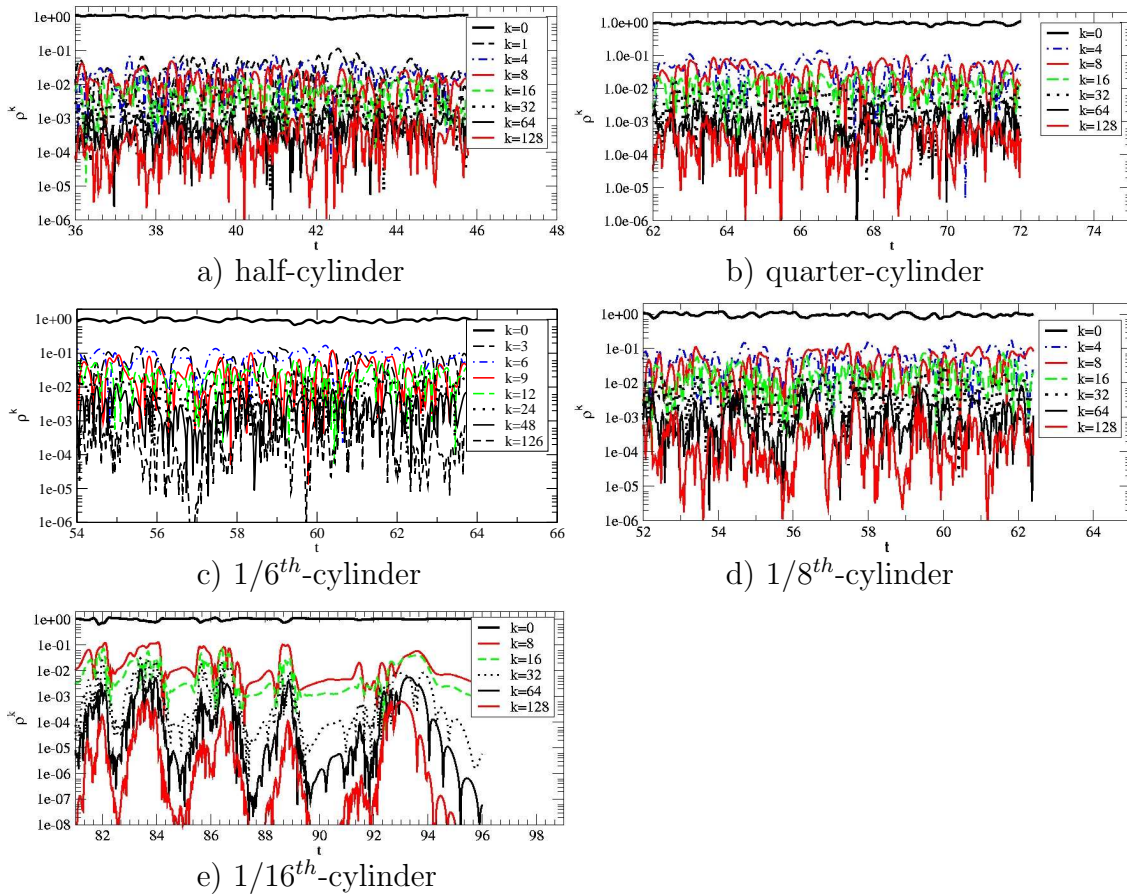 1e+00
1e-01
1e-02
1e-03
1e-04
1e-05
1e-06
ρ^k
36 38 40 42 44 46 48
t
k=0
k=1
k=4
k=8
k=16
k=32
k=64
k=128
a) half-cylinder
1.0e+00
1.0e-01
1.0e-02
1.0e-03
1.0e-04
1.0e-05
1.0e-06
ρ^k
62 64 66 68 70 72 74
t
k=0
k=4
k=8
k=16
k=32
k=64
k=128
b) quarter-cylinder
1e+00
1e-01
1e-02
1e-03
1e-04
1e-05
1e-06
ρ^k
54 56 58 60 62 64 66
t
k=0
k=3
k=6
k=9
k=12
k=24
k=48
k=126
c) 1/6^th-cylinder
1e+00
1e-01
1e-02
1e-03
1e-04
1e-05
1e-06
ρ^k
52 54 56 58 60 62 64
t
k=0
k=4
k=8
k=16
k=32
k=64
k=128
d) 1/8^th-cylinder
1e+00
1e-01
1e-02
1e-03
1e-04
1e-05
1e-06
1e-07
1e-08
ρ^k
82 84 86 88 90 92 94 96 98
t
k=0
k=8
k=16
k=32
k=64
k=128
e) 1/16^th-cylinder